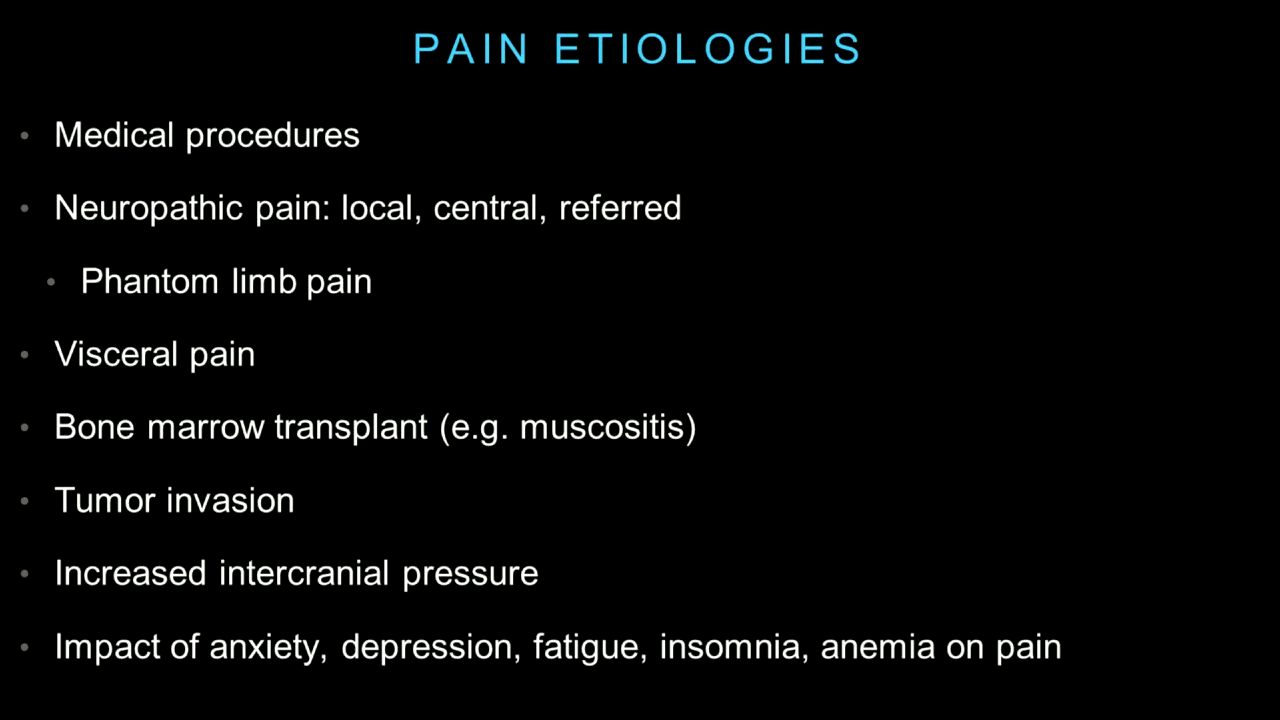 PAIN ETIOLOGIES
• Medical procedures
• Neuropathic pain: local, central, referred
• Phantom limb pain
• Visceral pain
• Bone marrow transplant (e.g. muscositis)
• Tumor invasion
• Increased intercranial pressure
• Impact of anxiety, depression, fatigue, insomnia, anemia on pain